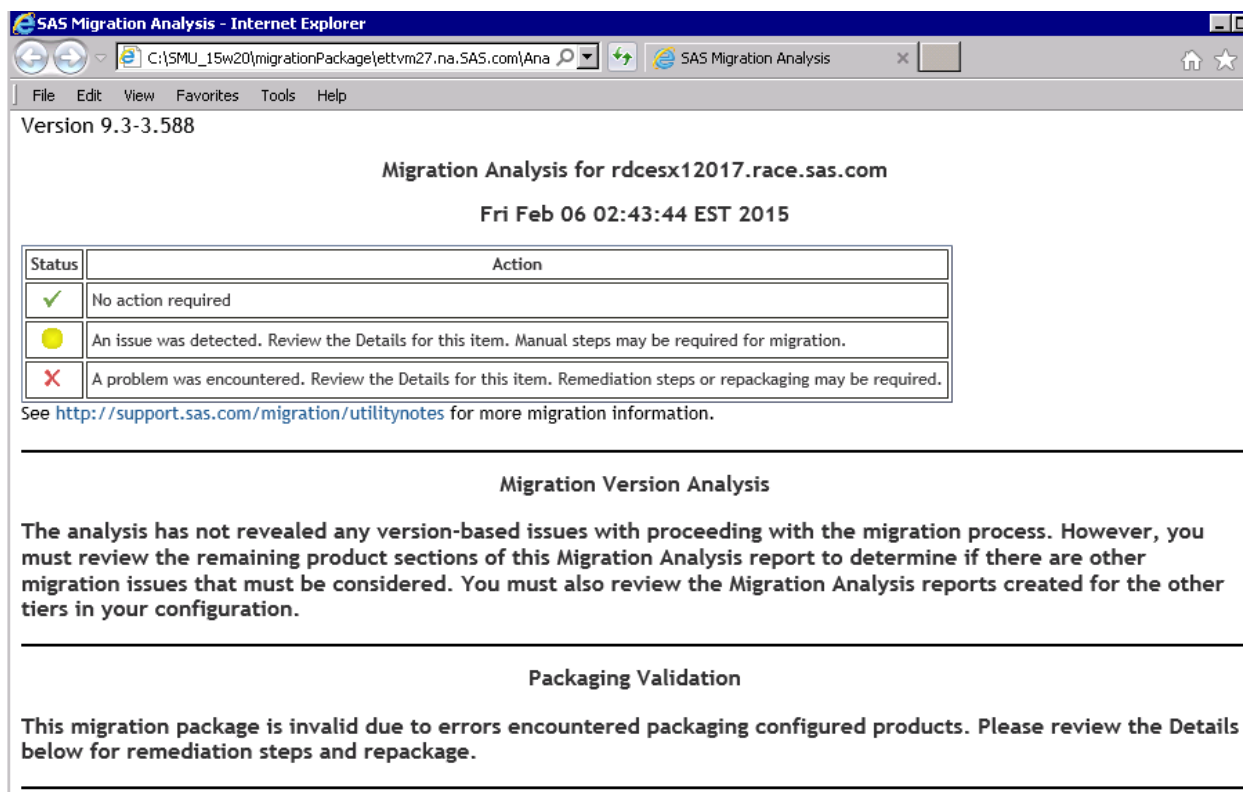 SAS Migration Analysis - Internet Explorer
C:\SMU_15w20\migrationPackage\ettvm27.na.SAS.com\Ana
SAS Migration Analysis
File Edit View Favorites Tools Help
Version 9.3-3.588
Migration Analysis for rdcesx12017.race.sas.com
Fri Feb 06 02:43:44 EST 2015
Status Action
No action required
An issue was detected. Review the Details for this item. Manual steps may be required for migration.
A problem was encountered. Review the Details for this item. Remediation steps or repackaging may be required.
See http://support.sas.com/migration/utilitynotes for more migration information.
Migration Version Analysis
The analysis has not revealed any version-based issues with proceeding with the migration process. However, you
must review the remaining product sections of this Migration Analysis report to determine if there are other
migration issues that must be considered. You must also review the Migration Analysis reports created for the other
tiers in your configuration.
Packaging Validation
This migration package is invalid due to errors encountered packaging configured products. Please review the Details
below for remediation steps and repackage.